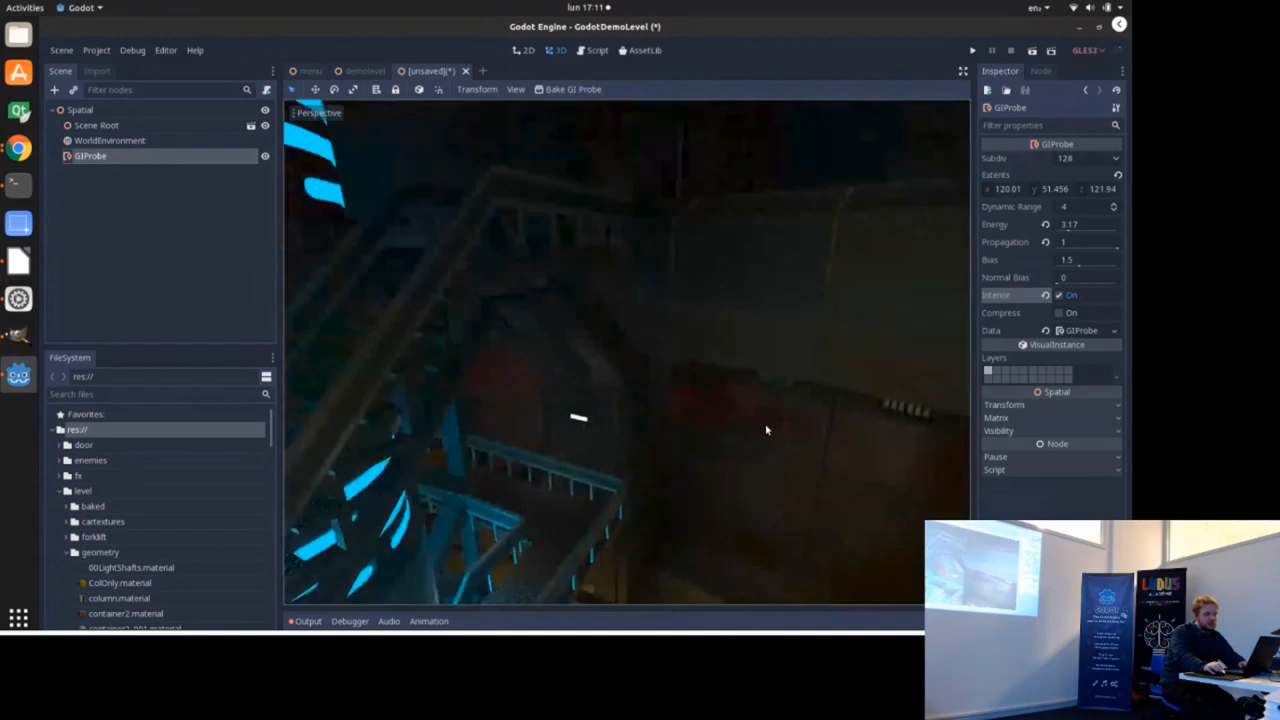 Activities
Godot
lun 17:11
en₂
Godot Engine - GodotDemoLevel (*)
Scene Project Debug Editor Help
2D 3D Script AssetLib
GLES3
Scene Import
menu demolevel [unsaved](*)
Inspector Node
Filter nodes
Transform View Bake GI Probe
Perspective
GIProbe
Spatial
Scene Root
WorldEnvironment
GIProbe
Filter properties
GIProbe
Subdiv 128
Extents
x 120.01 y 51.456 z 121.94
Dynamic Range 4
Energy 3.17
Propagation 1
Bias 1.5
Normal Bias 0
Interior On
Compress On
Data GIProbe
VisualInstance
Layers
Spatial
Transform
Matrix
Visibility
Node
Pause
Script
FileSystem
res://
Search files
Favorites:
res://
door
enemies
fx
level
baked
cartextures
forklift
geometry
00LightShafts.material
ColOnly.material
column.material
container2.material
container2_001.material
Output Debugger Audio Animation
GODOT
LUDUS